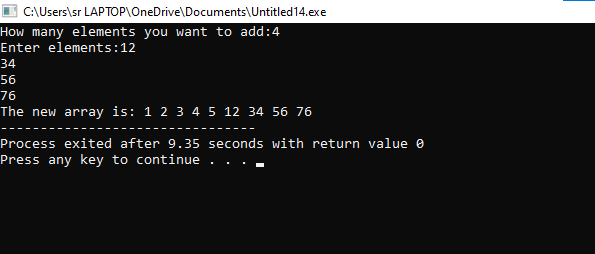 C:\Users\sr LAPTOP\OneDrive\Documents\Untitled14.exe
How many elements you want to add:4
Enter elements:12
34
56
76
The new array is: 1 2 3 4 5 12 34 56 76
--------------------------------
Process exited after 9.35 seconds with return value 0
Press any key to continue . . .